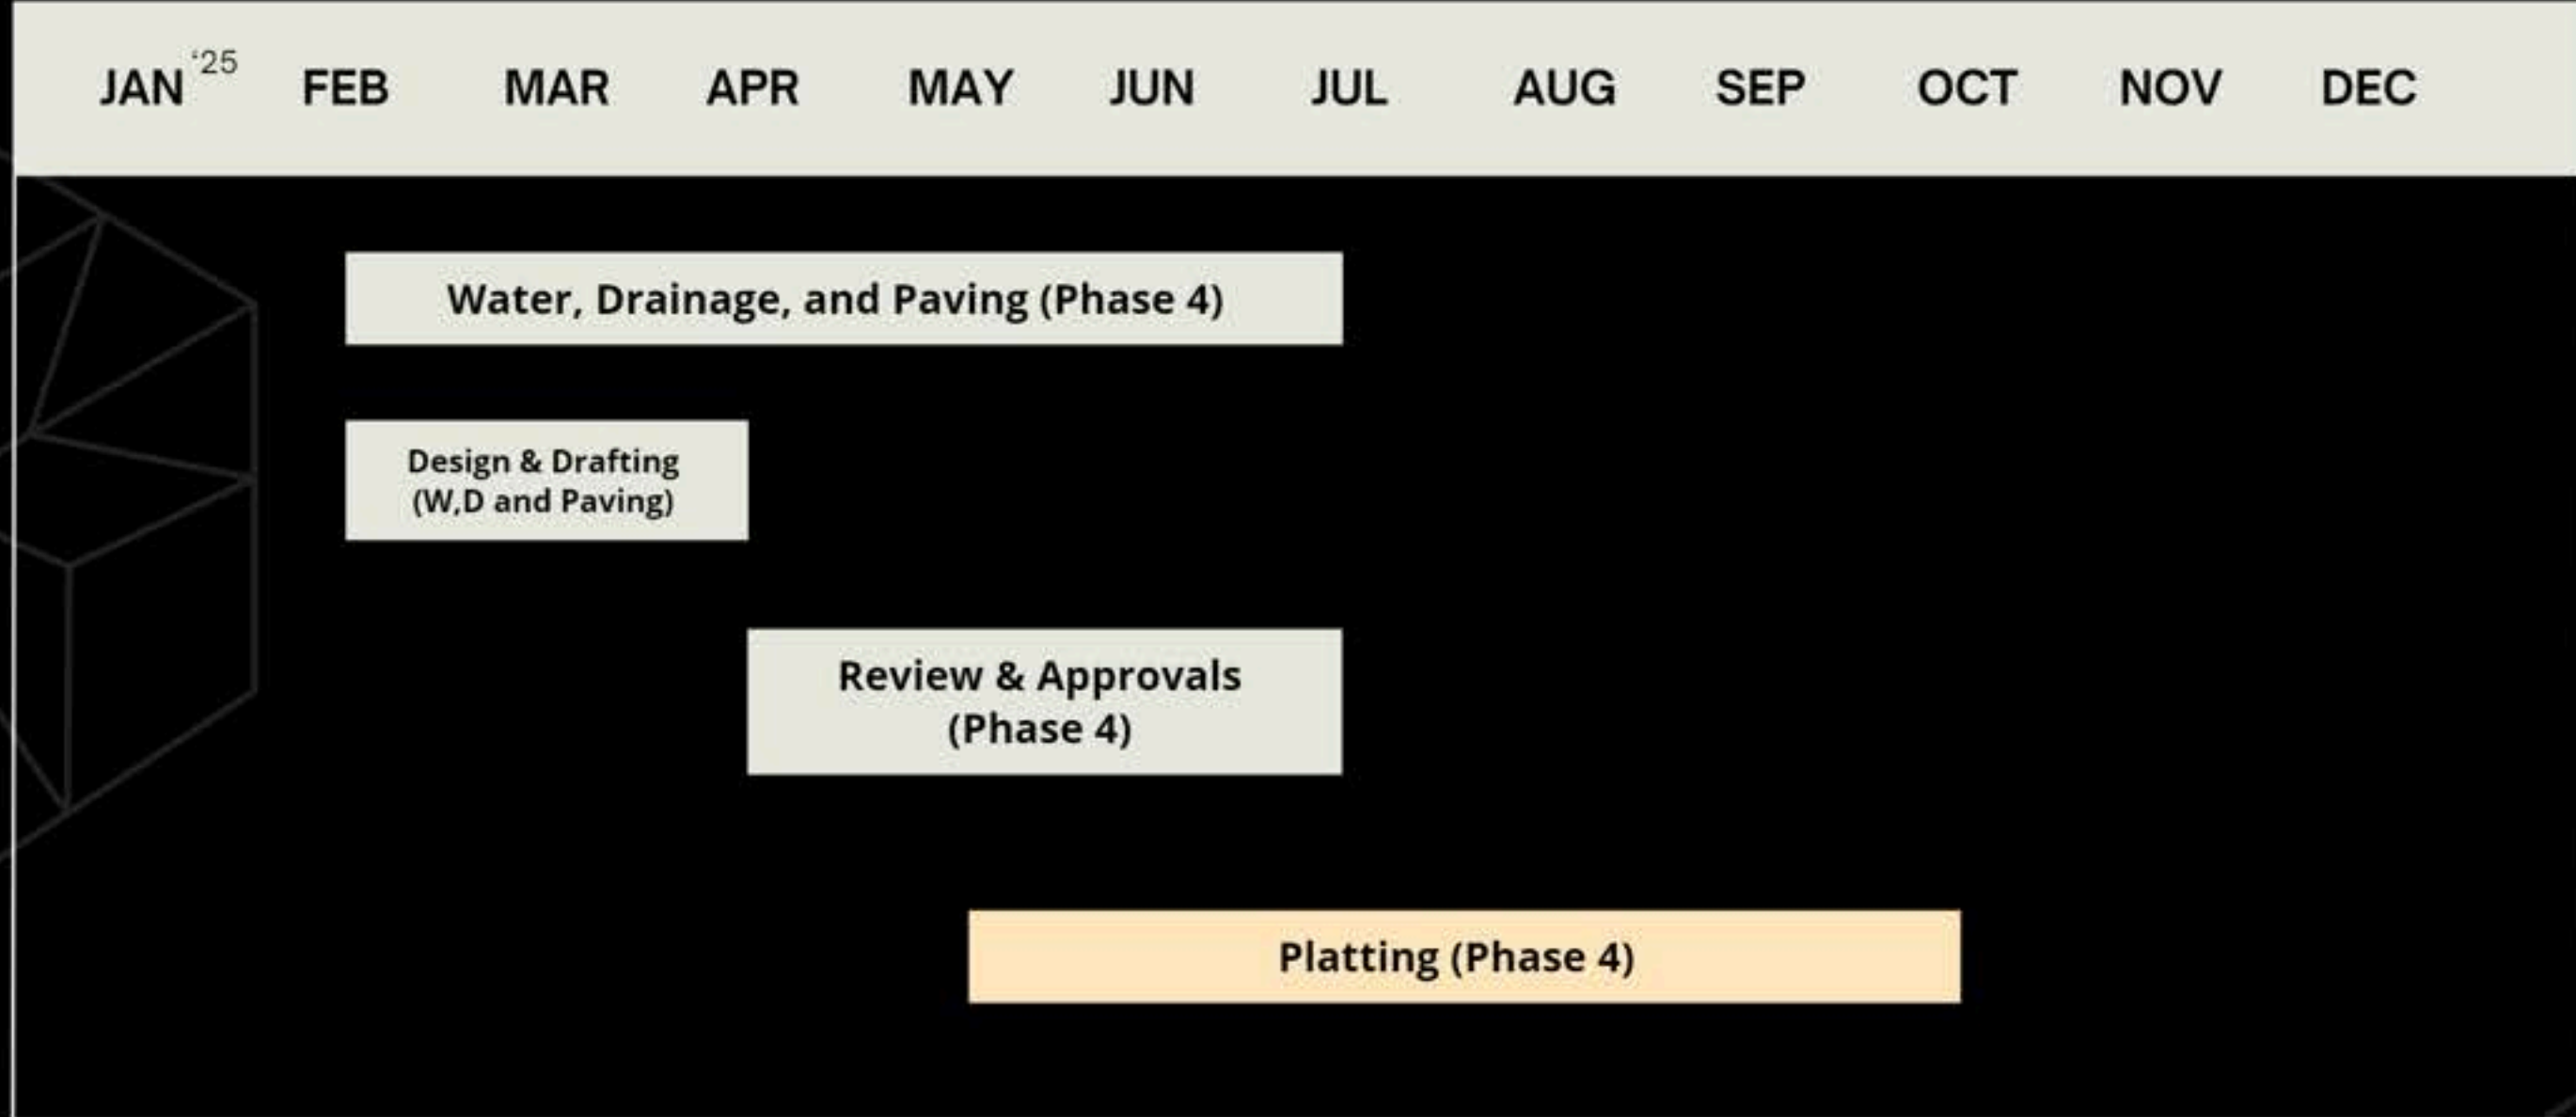 JAN '25 FEB MAR APR MAY JUN JUL AUG SEP OCT NOV DEC
Water, Drainage, and Paving (Phase 4)
Design & Drafting
(W,D and Paving)
Review & Approvals
(Phase 4)
Platting (Phase 4)